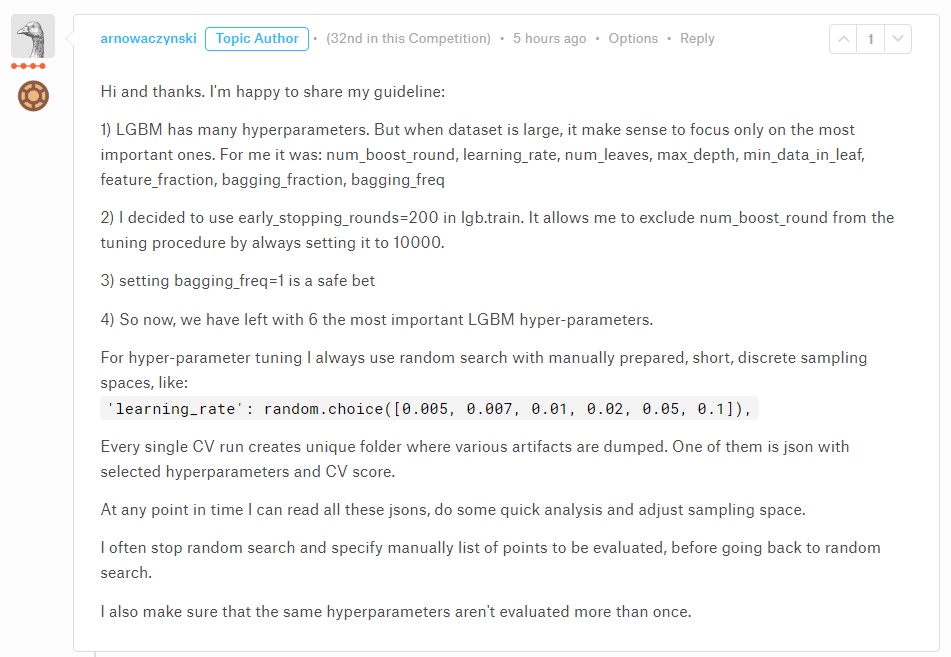 arnowaczynski Topic Author • (32nd in this Competition) • 5 hours ago • Options • Reply 1
Hi and thanks. I'm happy to share my guideline:
1) LGBM has many hyperparameters. But when dataset is large, it make sense to focus only on the most
important ones. For me it was: num_boost_round, learning_rate, num_leaves, max_depth, min_data_in_leaf,
feature_fraction, bagging_fraction, bagging_freq
2) I decided to use early_stopping_rounds=200 in lgb.train. It allows me to exclude num_boost_round from the
tuning procedure by always setting it to 10000.
3) setting bagging_freq=1 is a safe bet
4) So now, we have left with 6 the most important LGBM hyper-parameters.
For hyper-parameter tuning I always use random search with manually prepared, short, discrete sampling
spaces, like:
'learning_rate': random.choice([0.005, 0.007, 0.01, 0.02, 0.05, 0.1]),
Every single CV run creates unique folder where various artifacts are dumped. One of them is json with
selected hyperparameters and CV score.
At any point in time I can read all these jsons, do some quick analysis and adjust sampling space.
I often stop random search and specify manually list of points to be evaluated, before going back to random
search.
I also make sure that the same hyperparameters aren't evaluated more than once.